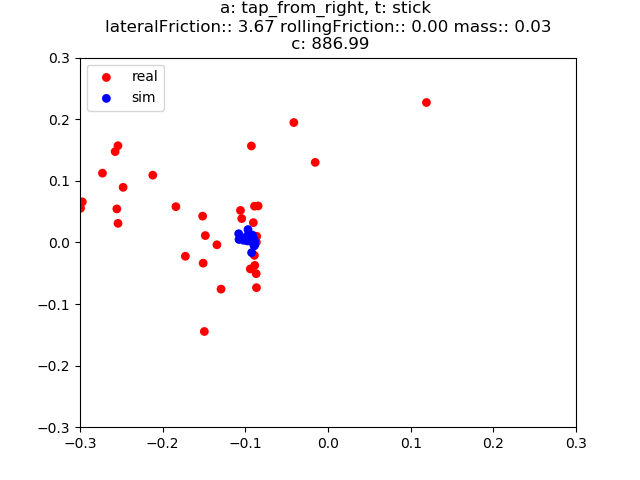 a: tap_from_right, t: stick
lateralFriction:: 3.67 rollingFriction:: 0.00 mass:: 0.03
c: 886.99
real
sim
0.3
0.2
0.1
0.0
−0.1
−0.2
−0.3
−0.3
−0.2
−0.1
0.0
0.1
0.2
0.3